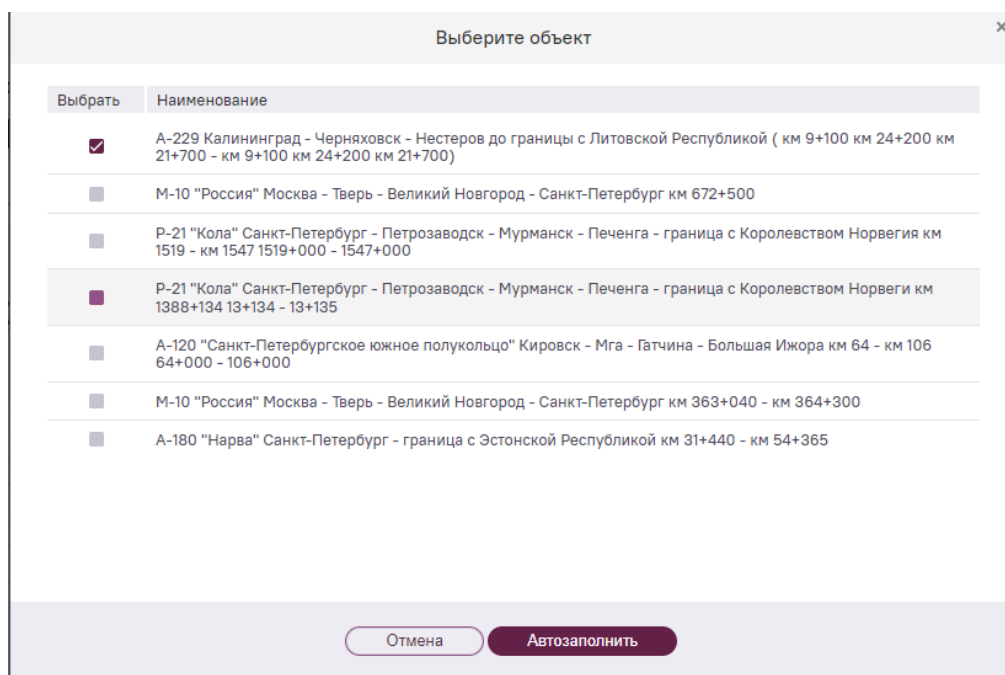 Выберите объект
Выбрать Наименование
А-229 Калининград - Черняховск - Нестеров до границы с Литовской Республикой ( км 9+100 км 24+200 км
21+700 - км 9+100 км 24+200 км 21+700)
М-10 "Россия" Москва - Тверь - Великий Новгород - Санкт-Петербург км 672+500
Р-21 "Кола" Санкт-Петербург - Петрозаводск - Мурманск - Печенга - граница с Королевством Норвегия км
1519 - км 1547 1519+000 - 1547+000
Р-21 "Кола" Санкт-Петербург - Петрозаводск - Мурманск - Печенга - граница с Королевством Норвеги км
1388+134 13+134 - 13+135
А-120 "Санкт-Петербургское южное полукольцо" Кировск - Мга - Гатчина - Большая Ижора км 64 - км 106
64+000 - 106+000
М-10 "Россия" Москва - Тверь - Великий Новгород - Санкт-Петербург км 363+040 - км 364+300
А-180 "Нарва" Санкт-Петербург - граница с Эстонской Республикой км 31+440 - км 54+365
Отмена Автозаполнить